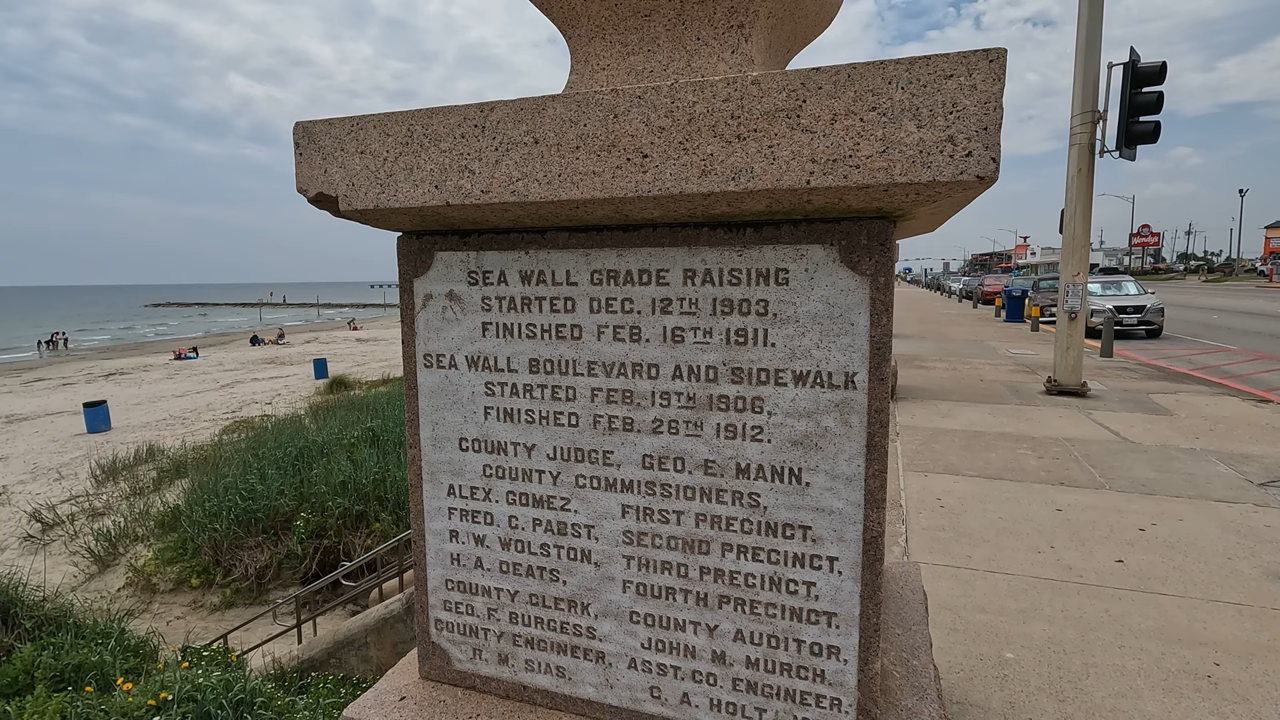 SEA WALL GRADE RAISING
STARTED DEC. 12TH 1903,
FINISHED FEB. 16TH 1911.
SEA WALL BOULEVARD AND SIDEWALK
STARTED FEB. 19TH 1906,
FINISHED FEB. 28TH 1912.
COUNTY JUDGE, GEO. E. MANN,
COUNTY COMMISSIONERS,
ALEX. GOMEZ, FIRST PRECINCT,
FRED. C. PABST, SECOND PRECINCT,
R. W. WOLSTON, THIRD PRECINCT,
H. A. DEATS, FOURTH PRECINCT.
COUNTY CLERK, COUNTY AUDITOR,
GEO. F. BURGESS. JOHN M. MURCH.
COUNTY ENGINEER, ASST. CO. ENGINEER,
R. M. SIAS. C. A. HOLT
Wendy's